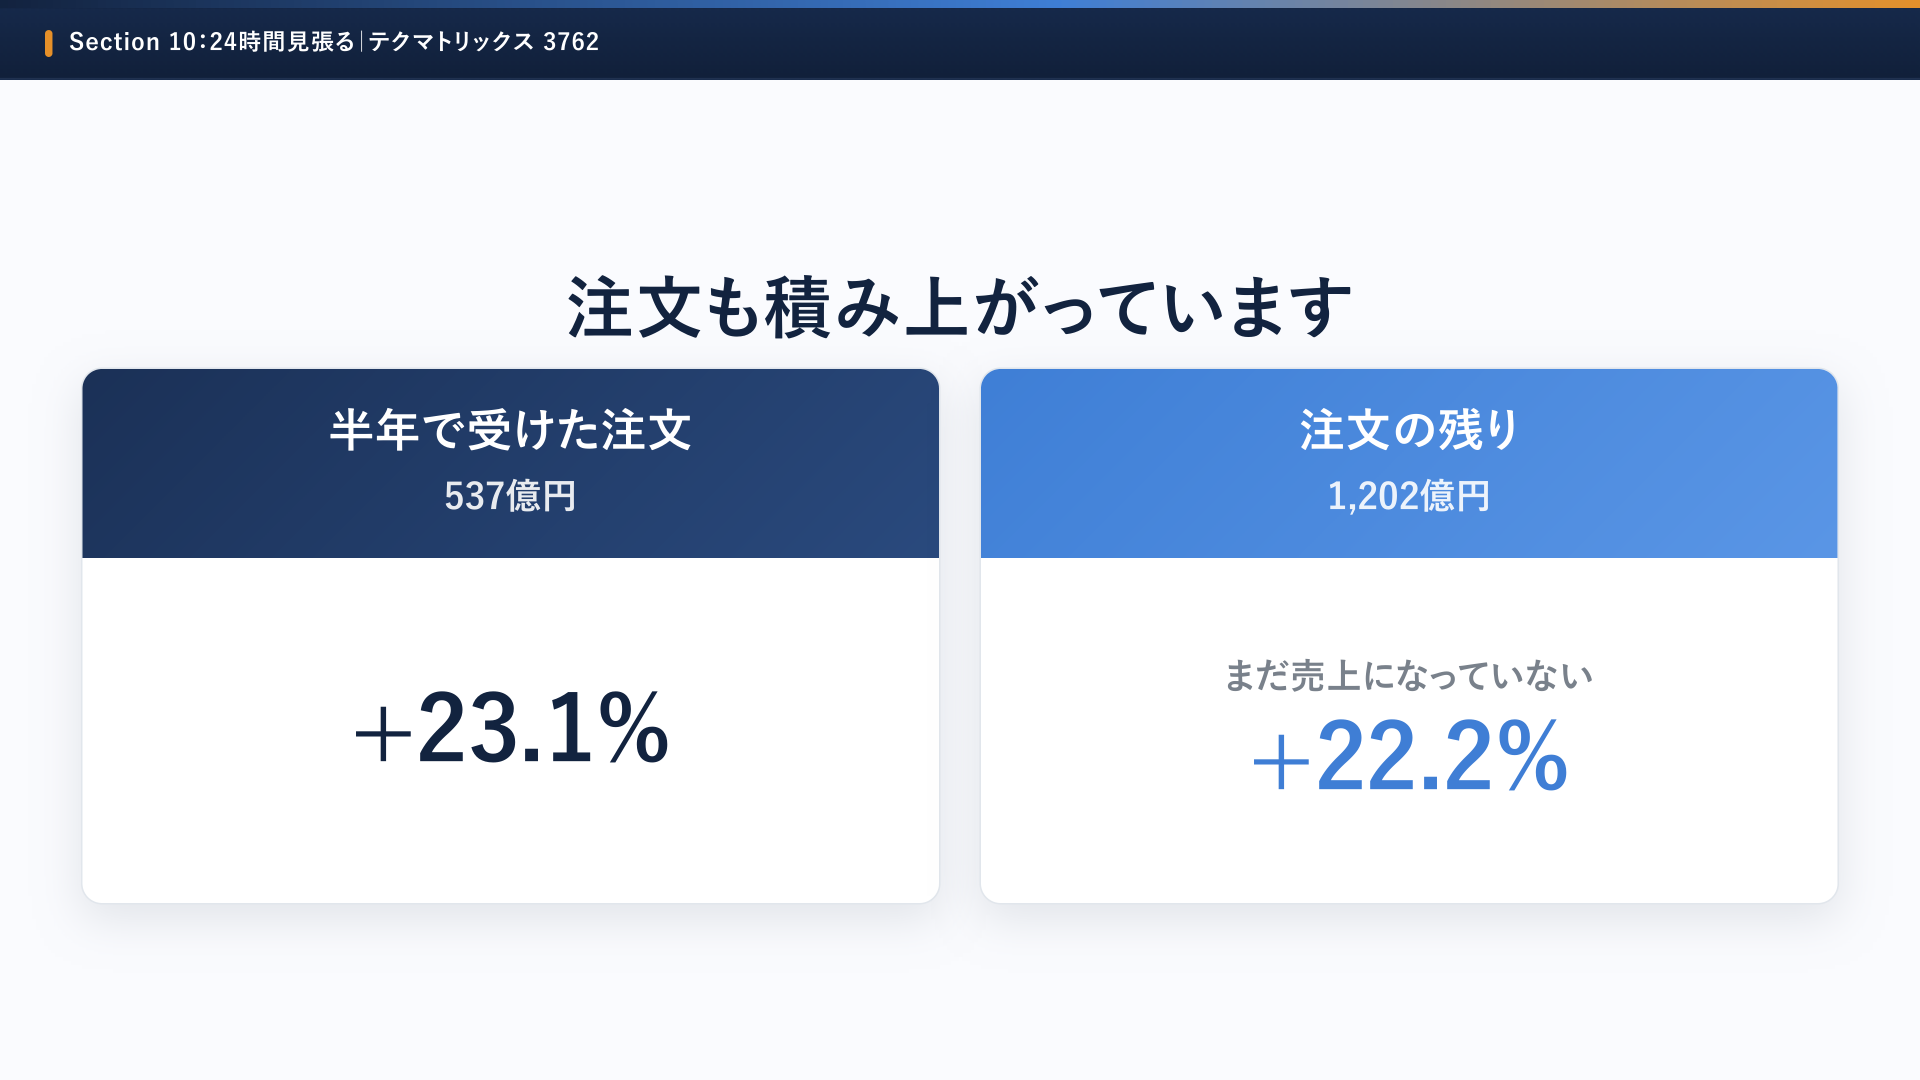 Section 10：24時間見張る｜テクマトリックス 3762
注文も積み上がっています
半年で受けた注文
537億円
+23.1%
注文の残り
1,202億円
まだ売上になっていない
+22.2%